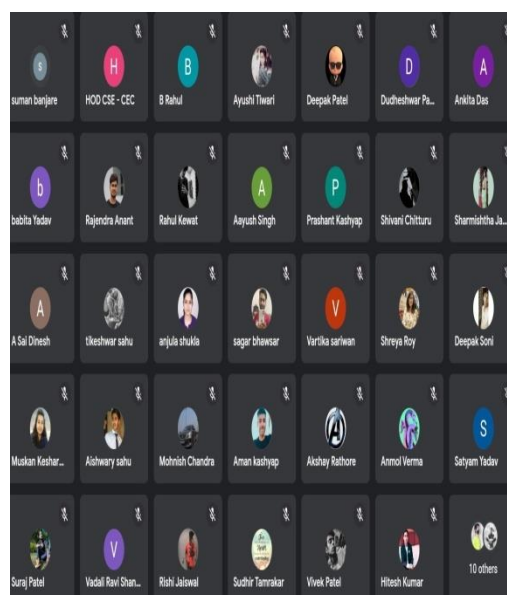 S
suman banjare
H
HOD CSE - CEC
B
B Rahul
Ayushi Tiwari
Deepak Patel
D
Dudheshwar Pa...
A
Ankita Das
b
babita Yadav
Rajendra Anant
Rahul Kewat
A
Aayush Singh
P
Prashant Kashyap
Shivani Chitturu
Sharmishtha Ja...
A
A Sai Dinesh
tikeshwar sahu
anjula shukla
sagar bhawsar
V
Vartika sariwan
Shreya Roy
Deepak Soni
Muskan Keshar...
Aishwary sahu
Mohnish Chandra
Aman kashyap
Akshay Rathore
Anmol Verma
S
Satyam Yadav
Suraj Patel
V
Vadali Ravi Shan...
Rishi Jaiswal
Sudhir Tamrakar
Vivek Patel
Hitesh Kumar
10 others